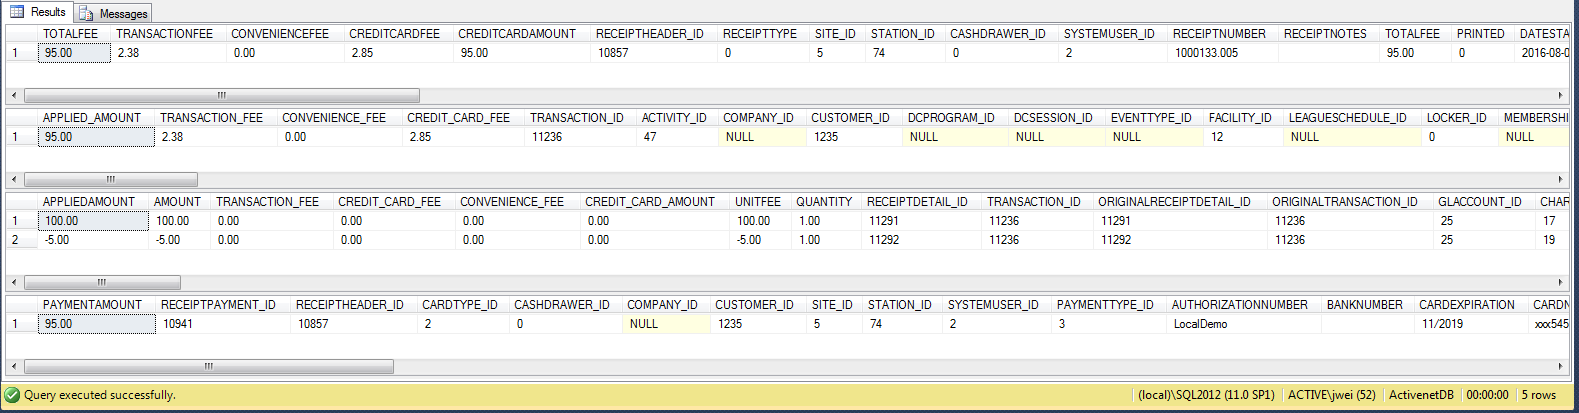 Results Messages
TOTALFEE TRANSACTIONFEE CONVENIENCEFEE CREDITCARDFEE CREDITCARDAMOUNT RECEIPTHEADER_ID RECEIPTTYPE SITE_ID STATION_ID CASHDRAWER_ID SYSTEMUSER_ID RECEIPTNUMBER RECEIPTNOTES TOTALFEE PRINTED DATESTA
1 95.00 2.38 0.00 2.85 95.00 10857 0 5 74 0 2 1000133.005 95.00 0 2016-08-0
APPLIED_AMOUNT TRANSACTION_FEE CONVENIENCE_FEE CREDIT_CARD_FEE TRANSACTION_ID ACTIVITY_ID COMPANY_ID CUSTOMER_ID DCPROGRAM_ID DCSESSION_ID EVENTTYPE_ID FACILITY_ID LEAGUESCHEDULE_ID LOCKER_ID MEMBERSHI
1 95.00 2.38 0.00 2.85 11236 47 NULL 1235 NULL NULL NULL 12 NULL 0 NULL
APPLIEDAMOUNT AMOUNT TRANSACTION_FEE CREDIT_CARD_FEE CONVENIENCE_FEE CREDIT_CARD_AMOUNT UNITFEE QUANTITY RECEIPTDETAIL_ID TRANSACTION_ID ORIGINALRECEIPTDETAIL_ID ORIGINALTRANSACTION_ID GLACCOUNT_ID CHAR
1 100.00 100.00 0.00 0.00 0.00 0.00 100.00 1.00 11291 11236 11291 11236 25 17
2 -5.00 -5.00 0.00 0.00 0.00 0.00 -5.00 1.00 11292 11236 11292 11236 25 19
PAYMENTAMOUNT RECEIPTPAYMENT_ID RECEIPTHEADER_ID CARDTYPE_ID CASHDRAWER_ID COMPANY_ID CUSTOMER_ID SITE_ID STATION_ID SYSTEMUSER_ID PAYMENTTYPE_ID AUTHORIZATIONNUMBER BANKNUMBER CARDEXPIRATION CARDN
1 95.00 10941 10857 2 0 NULL 1235 5 74 2 3 LocalDemo 11/2019 xxx545
Query executed successfully. (local)\SQL2012 (11.0 SP1) ACTIVE\jwei (52) ActivenetDB 00:00:00 5 rows